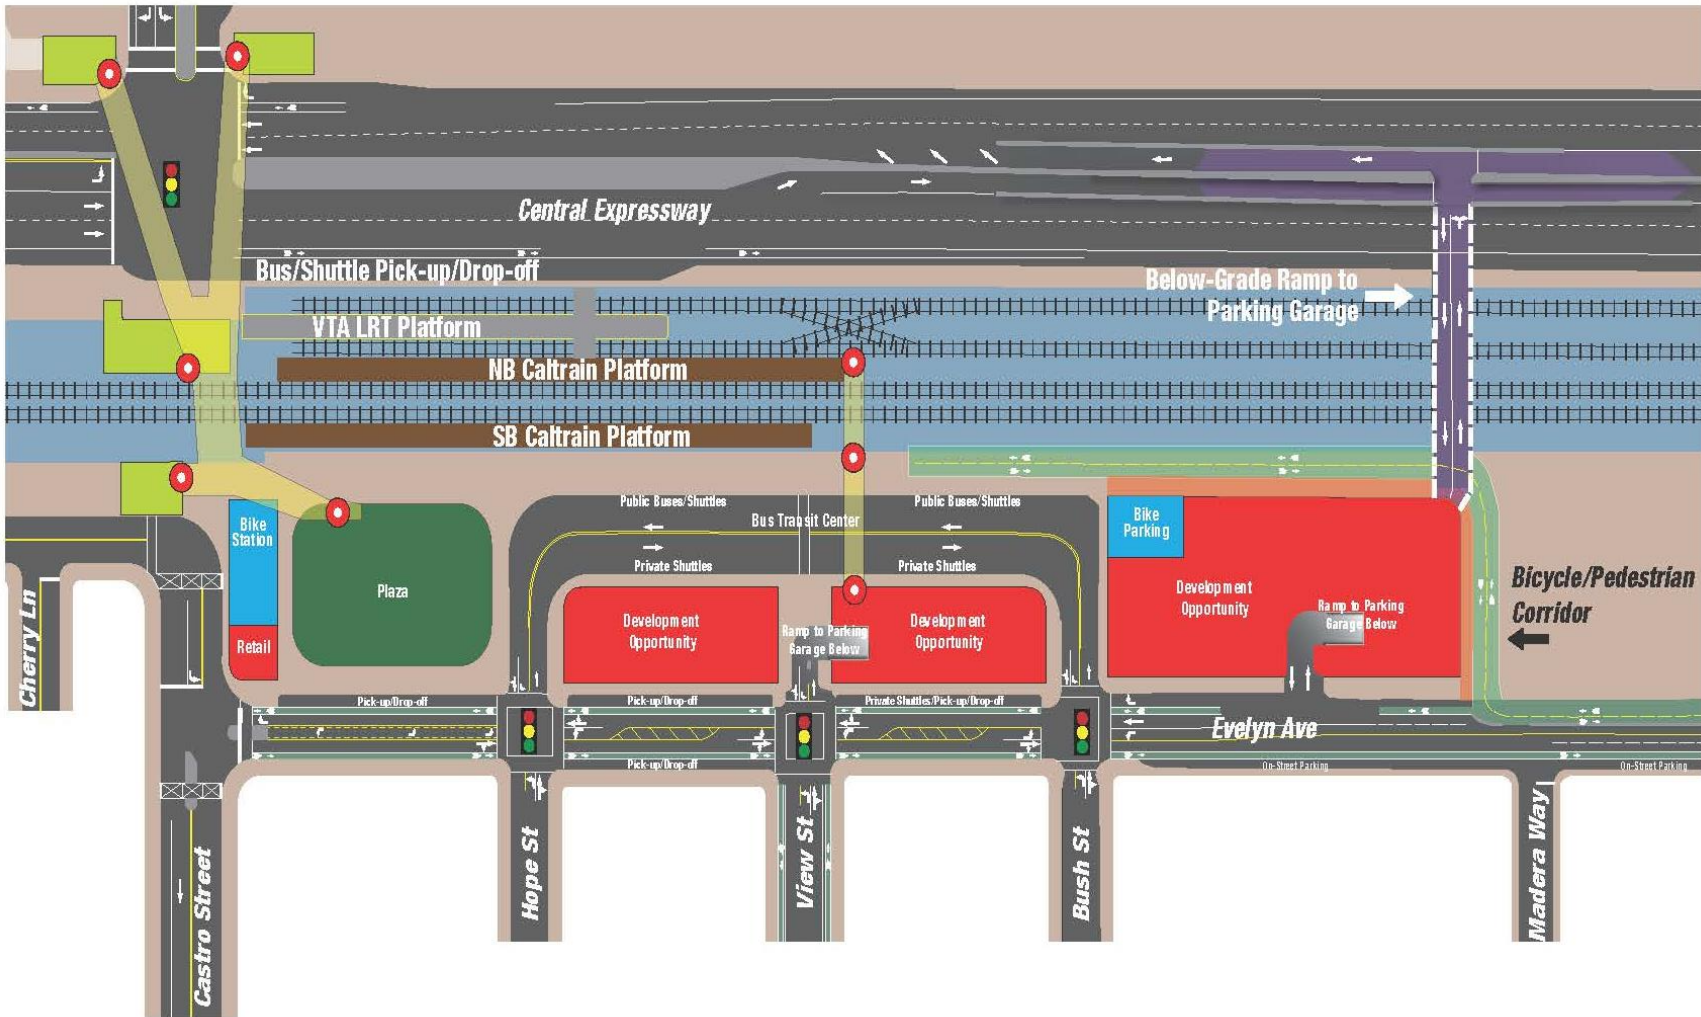 Central Expressway
Bus/Shuttle Pick-up/Drop-off
Below-Grade Ramp to
Parking Garage
VTA LRT Platform
NB Caltrain Platform
SB Caltrain Platform
Public Buses/Shuttles
Public Buses/Shuttles
Bus Transit Center
Private Shuttles
Private Shuttles
Bike
Station
Retail
Plaza
Development
Opportunity
Ramp to Parking
Garage Below
Development
Opportunity
Bike
Parking
Development
Opportunity
Ramp to Parking
Garage Below
Bicycle/Pedestrian
Corridor
Pick-up/Drop-off
Pick-up/Drop-off
Private Shuttles/Pick-up/Drop-off
Evelyn Ave
Pick-up/Drop-off
On-Street Parking
On-Street Parking
Cherry Ln
Castro Street
Hope St
View St
Bush St
Madera Way